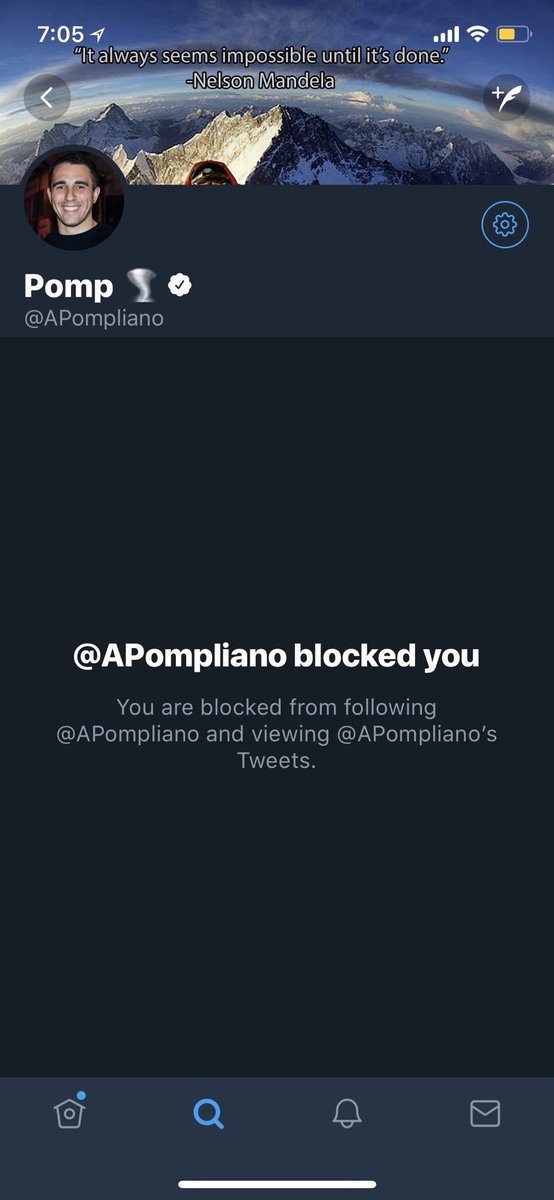 7:05
“It always seems impossible until it’s done.”
-Nelson Mandela
Pomp
@APompliano
@APompliano blocked you
You are blocked from following
@APompliano and viewing @APompliano’s
Tweets.